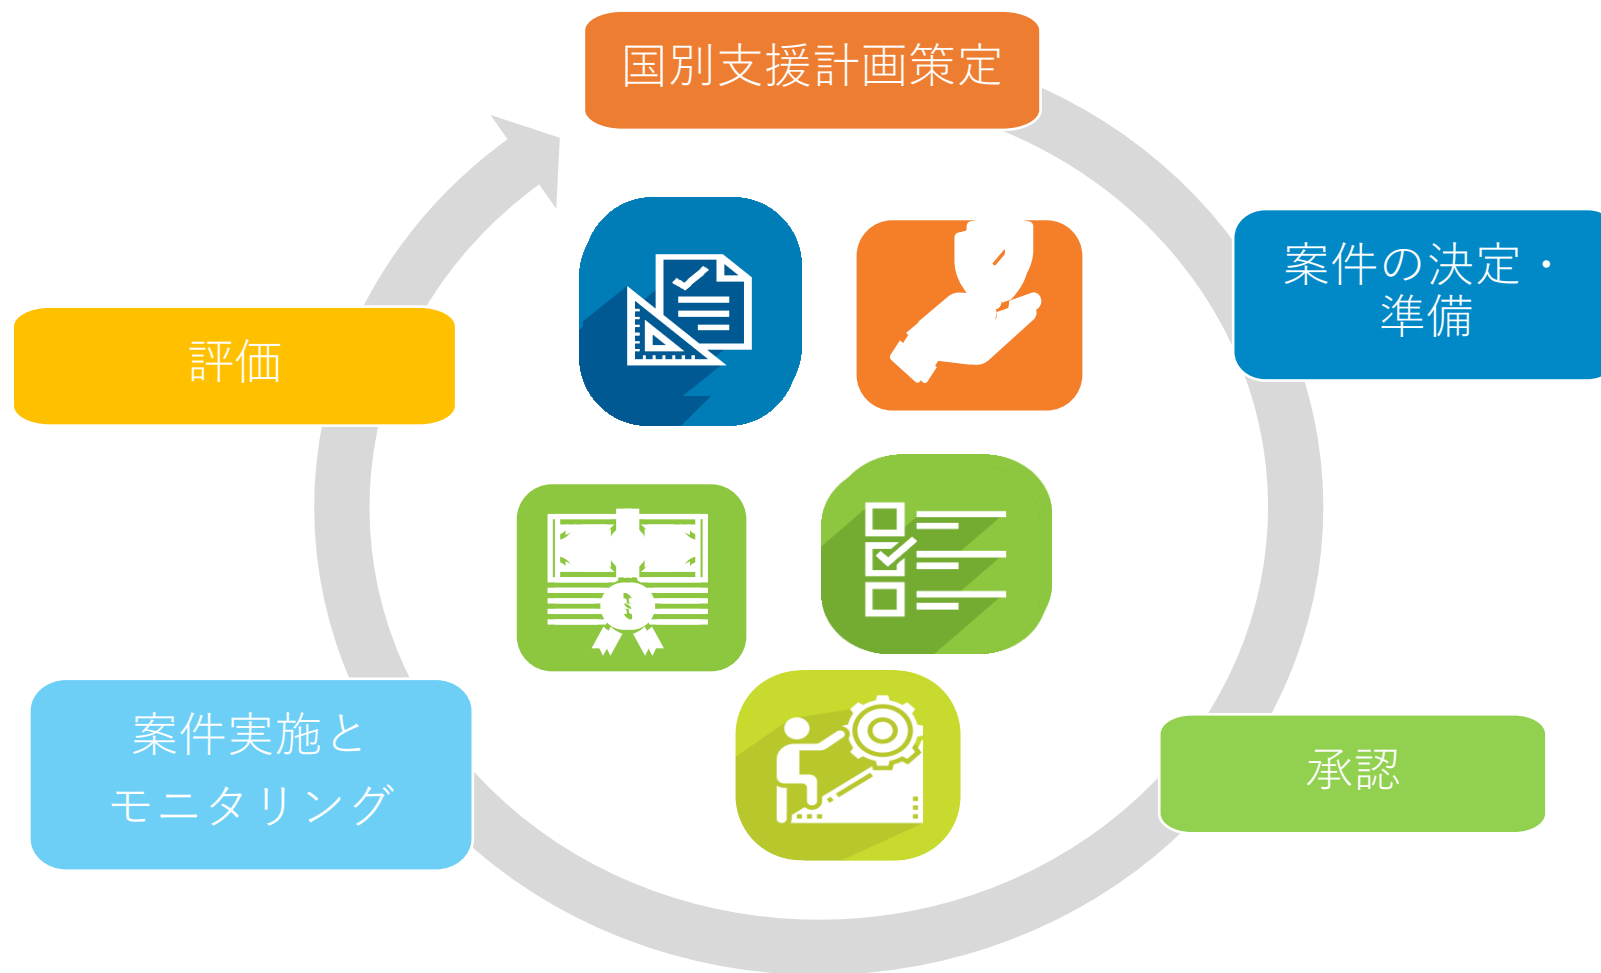 国別支援計画策定
案件の決定・
準備
評価
案件実施と
モニタリング
承認